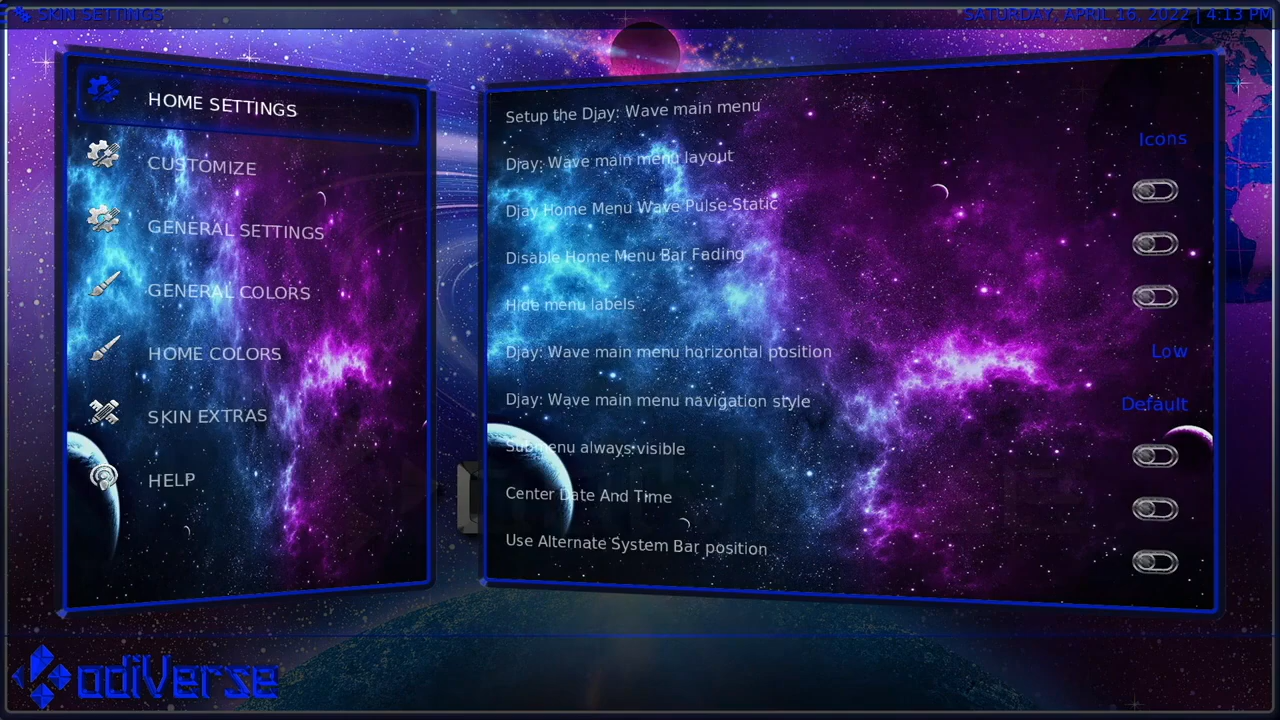 SKIN SETTINGS
SATURDAY, APRIL 16, 2022 | 4:13 PM
HOME SETTINGS
CUSTOMIZE
GENERAL SETTINGS
GENERAL COLORS
HOME COLORS
SKIN EXTRAS
HELP
Setup the Djay: Wave main menu
Djay: Wave main menu layout
Icons
Djay Home Menu Wave Pulse-Static
Disable Home Menu Bar Fading
Hide menu labels
Djay: Wave main menu horizontal position
Low
Djay: Wave main menu navigation style
Default
Submenu always visible
Center Date And Time
Use Alternate System Bar position
odiVerse